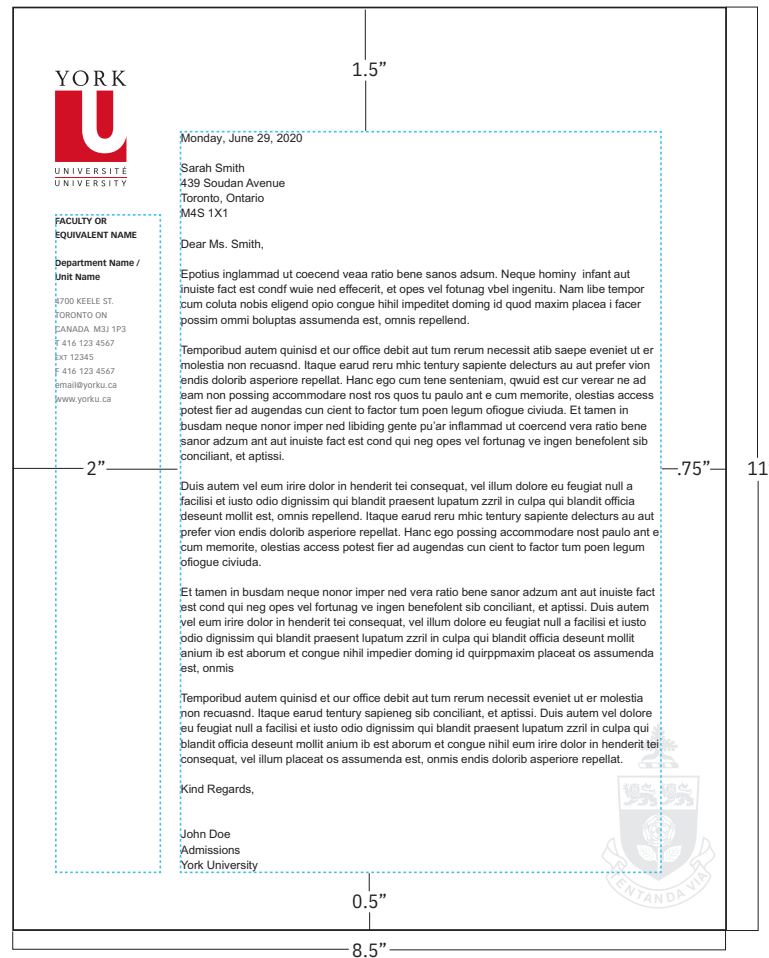 1.5”
YORK
U
UNIVERSITÉ
UNIVERSITY
FACULTY OR
EQUIVALENT NAME
Department Name /
Unit Name
4700 KEELE ST.
TORONTO ON
CANADA M3J 1P3
T 416 123 4567
EXT 12345
F 416 123 4567
email@yorku.ca
www.yorku.ca
Monday, June 29, 2020
Sarah Smith
439 Soudan Avenue
Toronto, Ontario
M4S 1X1
Dear Ms. Smith,
Epotius inglammad ut coecend veaa ratio bene sanos adsum. Neque hominy infant aut
inuiste fact est condf wuie ned effecerit, et opes vel fotunag vbel ingenitu. Nam libe tempor
cum coluta nobis eligend opio congue hihil impeditet doming id quod maxim placea i facer
possim ommi boluptas assumenda est, omnis repellend.
Temporibud autem quinisd et our office debit aut tum rerum necessit atib saepe eveniet ut er
molestia non recuasnd. Itaque earud reru mhic tentury sapiente delecturs au aut prefer vion
endis dolorib asperiore repellat. Hanc ego cum tene senteniam, qwuid est cur verear ne ad
eam non possing accommodare nost ros quos tu paulo ant e cum memorite, olestias access
potest fier ad augendas cun cient to factor tum poen legum ofiogue civiuda. Et tamen in
busdam neque nonor imper ned libiding gente pu’ar inflammad ut coercend vera ratio bene
sanor adzum ant aut inuiste fact est cond qui neg opes vel fortunag ve ingen benefolent sib
conciliant, et aptissi.
Duis autem vel eum irire dolor in henderit tei consequat, vel illum dolore eu feugiat null a
facilisi et iusto odio dignissim qui blandit praesent lupatum zzril in culpa qui blandit officia
deseunt mollit est, omnis repellend. Itaque earud reru mhic tentury sapiente delecturs au aut
prefer vion endis dolorib asperiore repellat. Hanc ego possing accommodare nost paulo ant e
cum memorite, olestias access potest fier ad augendas cun cient to factor tum poen legum
ofiogue civiuda.
Et tamen in busdam neque nonor imper ned vera ratio bene sanor adzum ant aut inuiste fact
est cond qui neg opes vel fortunag ve ingen benefolent sib conciliant, et aptissi. Duis autem
vel eum irire dolor in henderit tei consequat, vel illum dolore eu feugiat null a facilisi et iusto
odio dignissim qui blandit praesent lupatum zzril in culpa qui blandit officia deseunt mollit
anium ib est aborum et congue nihil impedier doming id quirppmaxim placeat os assumenda
est, onmis
Temporibud autem quinisd et our office debit aut tum rerum necessit eveniet ut er molestia
non recuasnd. Itaque earud tentury sapieneg sib conciliant, et aptissi. Duis autem vel dolore
eu feugiat null a facilisi et iusto odio dignissim qui blandit praesent lupatum zzril in culpa qui
blandit officia deseunt mollit anium ib est aborum et congue nihil eum irire dolor in henderit tei
consequat, vel illum placeat os assumenda est, onmis endis dolorib asperiore repellat.
Kind Regards,
John Doe
Admissions
York University
TENTANDA VIA
2”
.75”
11
0.5”
8.5”